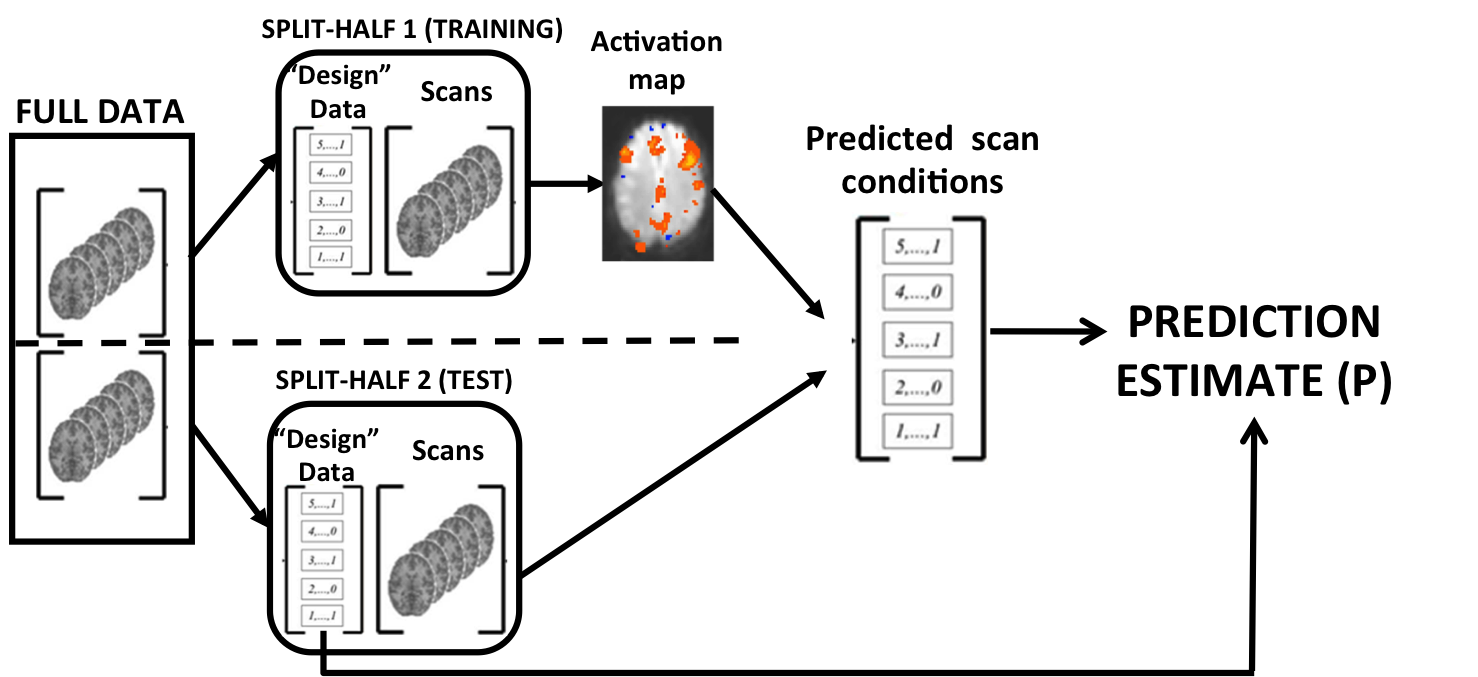 FULL DATA
SPLIT-HALF 1 (TRAINING)
“Design”
Data
Scans
5,...,1
4,...,0
3,...,1
2,...,0
1,...,1
Activation
map
SPLIT-HALF 2 (TEST)
“Design”
Data
Scans
5,...,1
4,...,0
3,...,1
2,...,0
1,...,1
Predicted scan
conditions
5,...,1
4,...,0
3,...,1
2,...,0
1,...,1
PREDICTION
ESTIMATE (P)